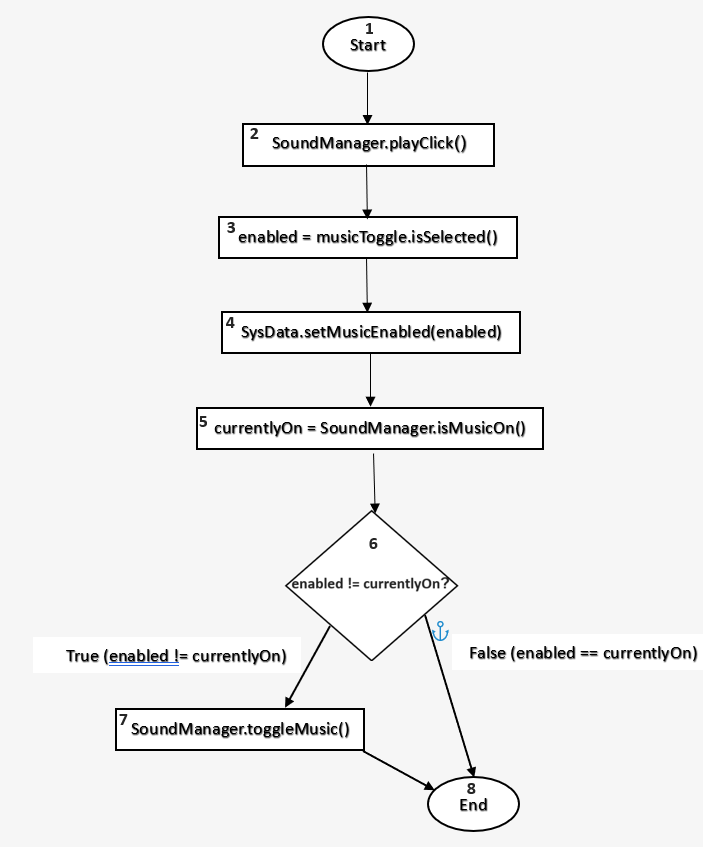 1
Start
2
SoundManager.playClick()
3
enabled = musicToggle.isSelected()
4
SysData.setMusicEnabled(enabled)
5
currentlyOn = SoundManager.isMusicOn()
6
enabled != currentlyOn?
True (enabled != currentlyOn)
False (enabled == currentlyOn)
7
SoundManager.toggleMusic()
8
End